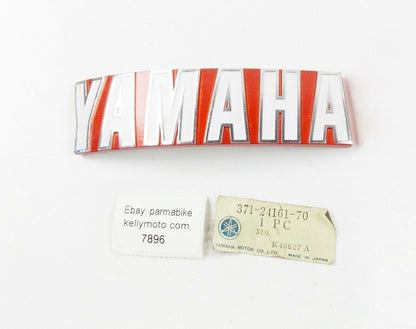 YAMAHA
Ebay parmabike
kellymoto com
7896
371-24161-70
1 PC
310
K40627A
YAMAHA MOTOR CO., LTD. MADE IN JAPAN